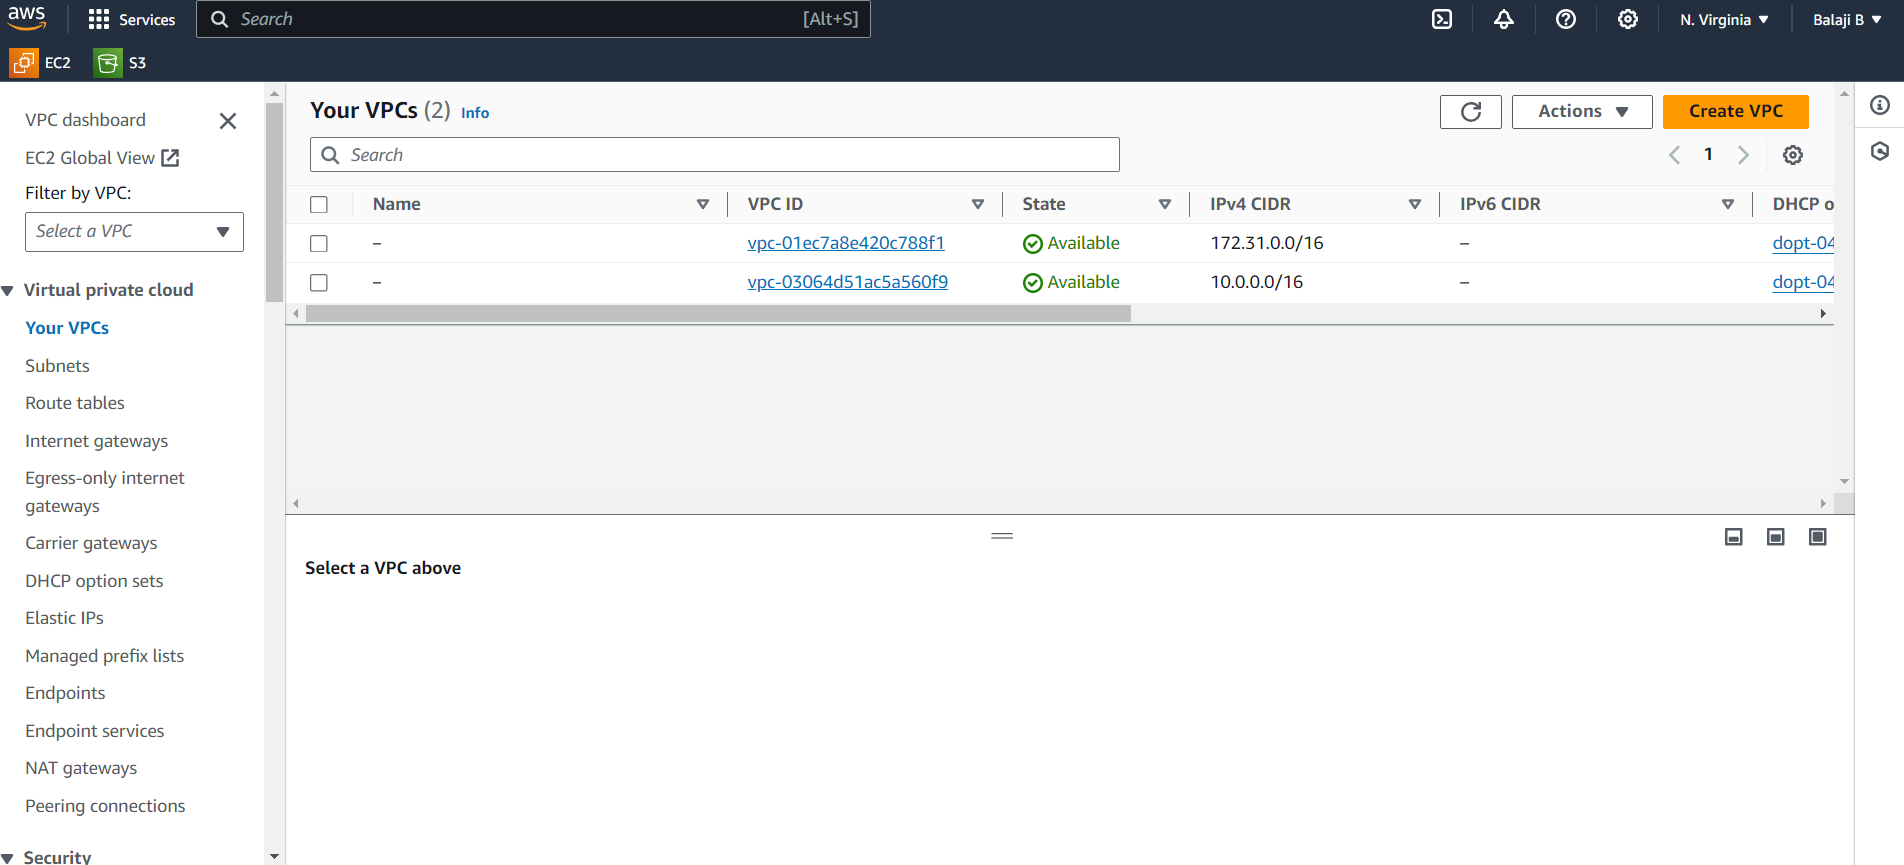 aws Services Search [Alt+S] N. Virginia Balaji B
EC2 S3
VPC dashboard
EC2 Global View
Filter by VPC:
Select a VPC
Virtual private cloud
Your VPCs
Subnets
Route tables
Internet gateways
Egress-only internet
gateways
Carrier gateways
DHCP option sets
Elastic IPs
Managed prefix lists
Endpoints
Endpoint services
NAT gateways
Peering connections
Security
Your VPCs (2) Info Actions Create VPC
Search 1
Name VPC ID State IPv4 CIDR IPv6 CIDR DHCP o
– vpc-01ec7a8e420c788f1 Available 172.31.0.0/16 – dopt-04
– vpc-03064d51ac5a560f9 Available 10.0.0.0/16 – dopt-04
Select a VPC above